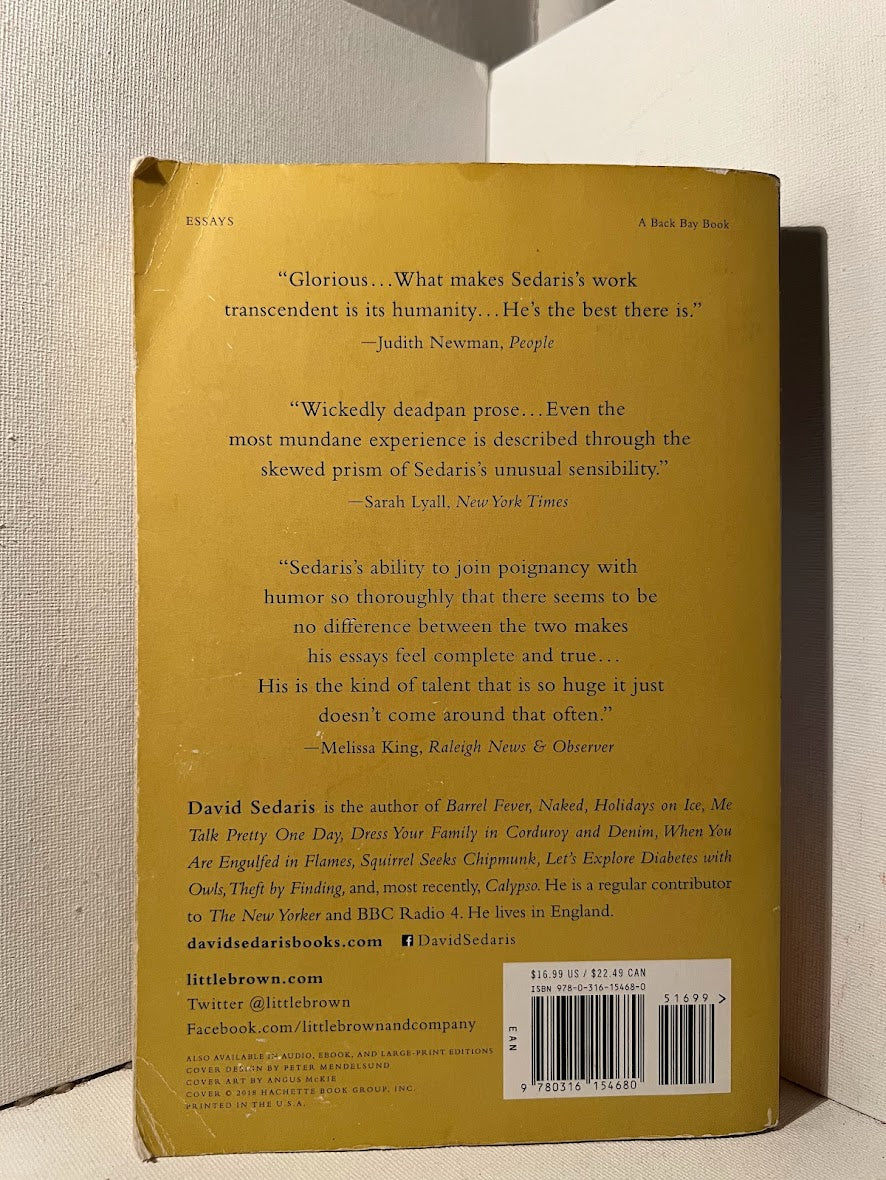 ESSAYS
A Back Bay Book
“Glorious...What makes Sedaris’s work
transcendent is its humanity...He’s the best there is.”
—Judith Newman, People
“Wickedly deadpan prose...Even the
most mundane experience is described through the
skewed prism of Sedaris’s unusual sensibility.”
—Sarah Lyall, New York Times
“Sedaris’s ability to join poignancy with
humor so thoroughly that there seems to be
no difference between the two makes
his essays feel complete and true...
His is the kind of talent that is so huge it just
doesn’t come around that often.”
—Melissa King, Raleigh News & Observer
David Sedaris is the author of Barrel Fever, Naked, Holidays on Ice, Me
Talk Pretty One Day, Dress Your Family in Corduroy and Denim, When You
Are Engulfed in Flames, Squirrel Seeks Chipmunk, Let’s Explore Diabetes with
Owls, Theft by Finding, and, most recently, Calypso. He is a regular contributor
to The New Yorker and BBC Radio 4. He lives in England.
davidsedarisbooks.com f DavidSedaris
littlebrown.com
Twitter @littlebrown
Facebook.com/littlebrownandcompany
ALSO AVAILABLE IN AUDIO, EBOOK, AND LARGE-PRINT EDITIONS
COVER DESIGN BY PETER MENDELSUND
COVER ART BY ANGUS McKIE
COVER © 2018 HACHETTE BOOK GROUP, INC.
PRINTED IN THE U.S.A.
$16.99 US / $22.49 CAN
ISBN 978-0-316-15468-0
51699 >
EAN
9 780316 154680